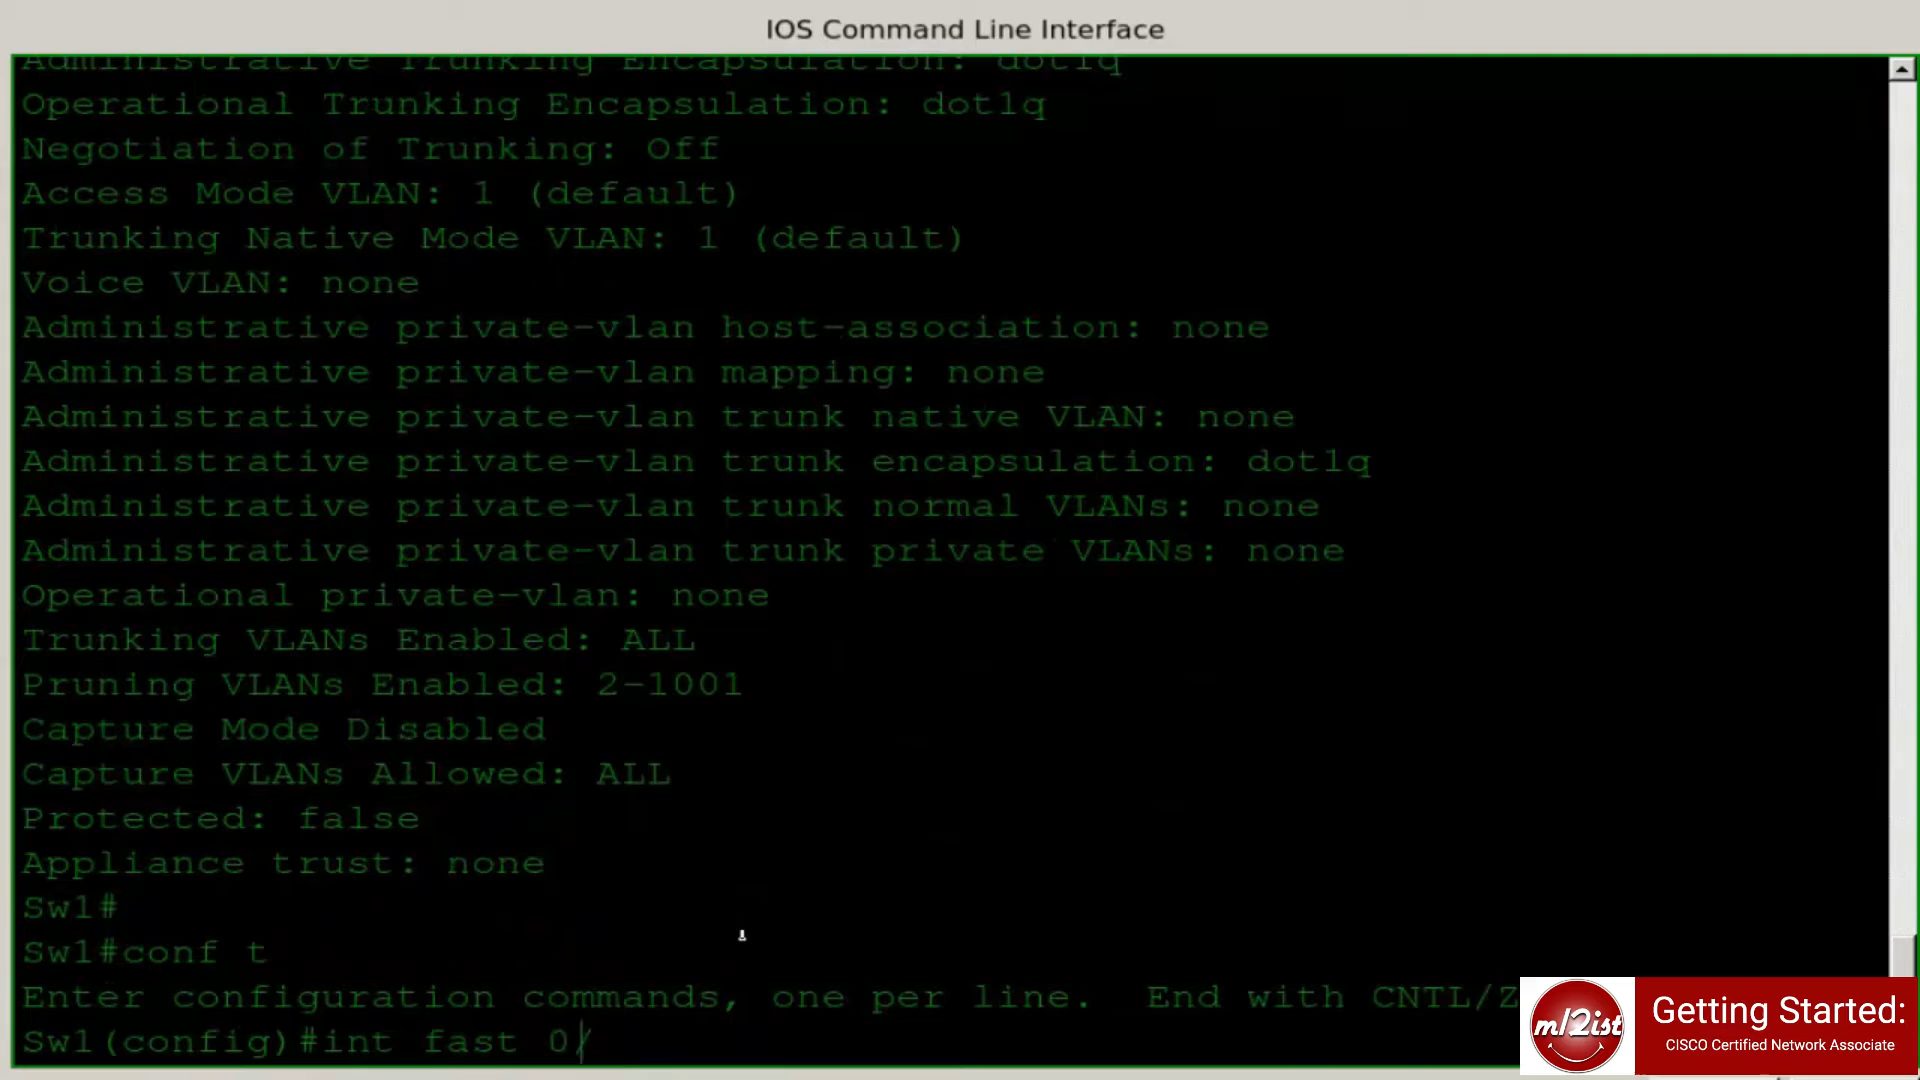 IOS Command Line Interface
Administrative Trunking Encapsulation: dot1q
Operational Trunking Encapsulation: dot1q
Negotiation of Trunking: Off
Access Mode VLAN: 1 (default)
Trunking Native Mode VLAN: 1 (default)
Voice VLAN: none
Administrative private-vlan host-association: none
Administrative private-vlan mapping: none
Administrative private-vlan trunk native VLAN: none
Administrative private-vlan trunk encapsulation: dot1q
Administrative private-vlan trunk normal VLANs: none
Administrative private-vlan trunk private VLANs: none
Operational private-vlan: none
Trunking VLANs Enabled: ALL
Pruning VLANs Enabled: 2-1001
Capture Mode Disabled
Capture VLANs Allowed: ALL
Protected: false
Appliance trust: none
Sw1#
Sw1#conf t
Enter configuration commands, one per line.  End with CNTL/Z
Sw1(config)#int fast 0/
ml2ist
Getting Started:
CISCO Certified Network Associate